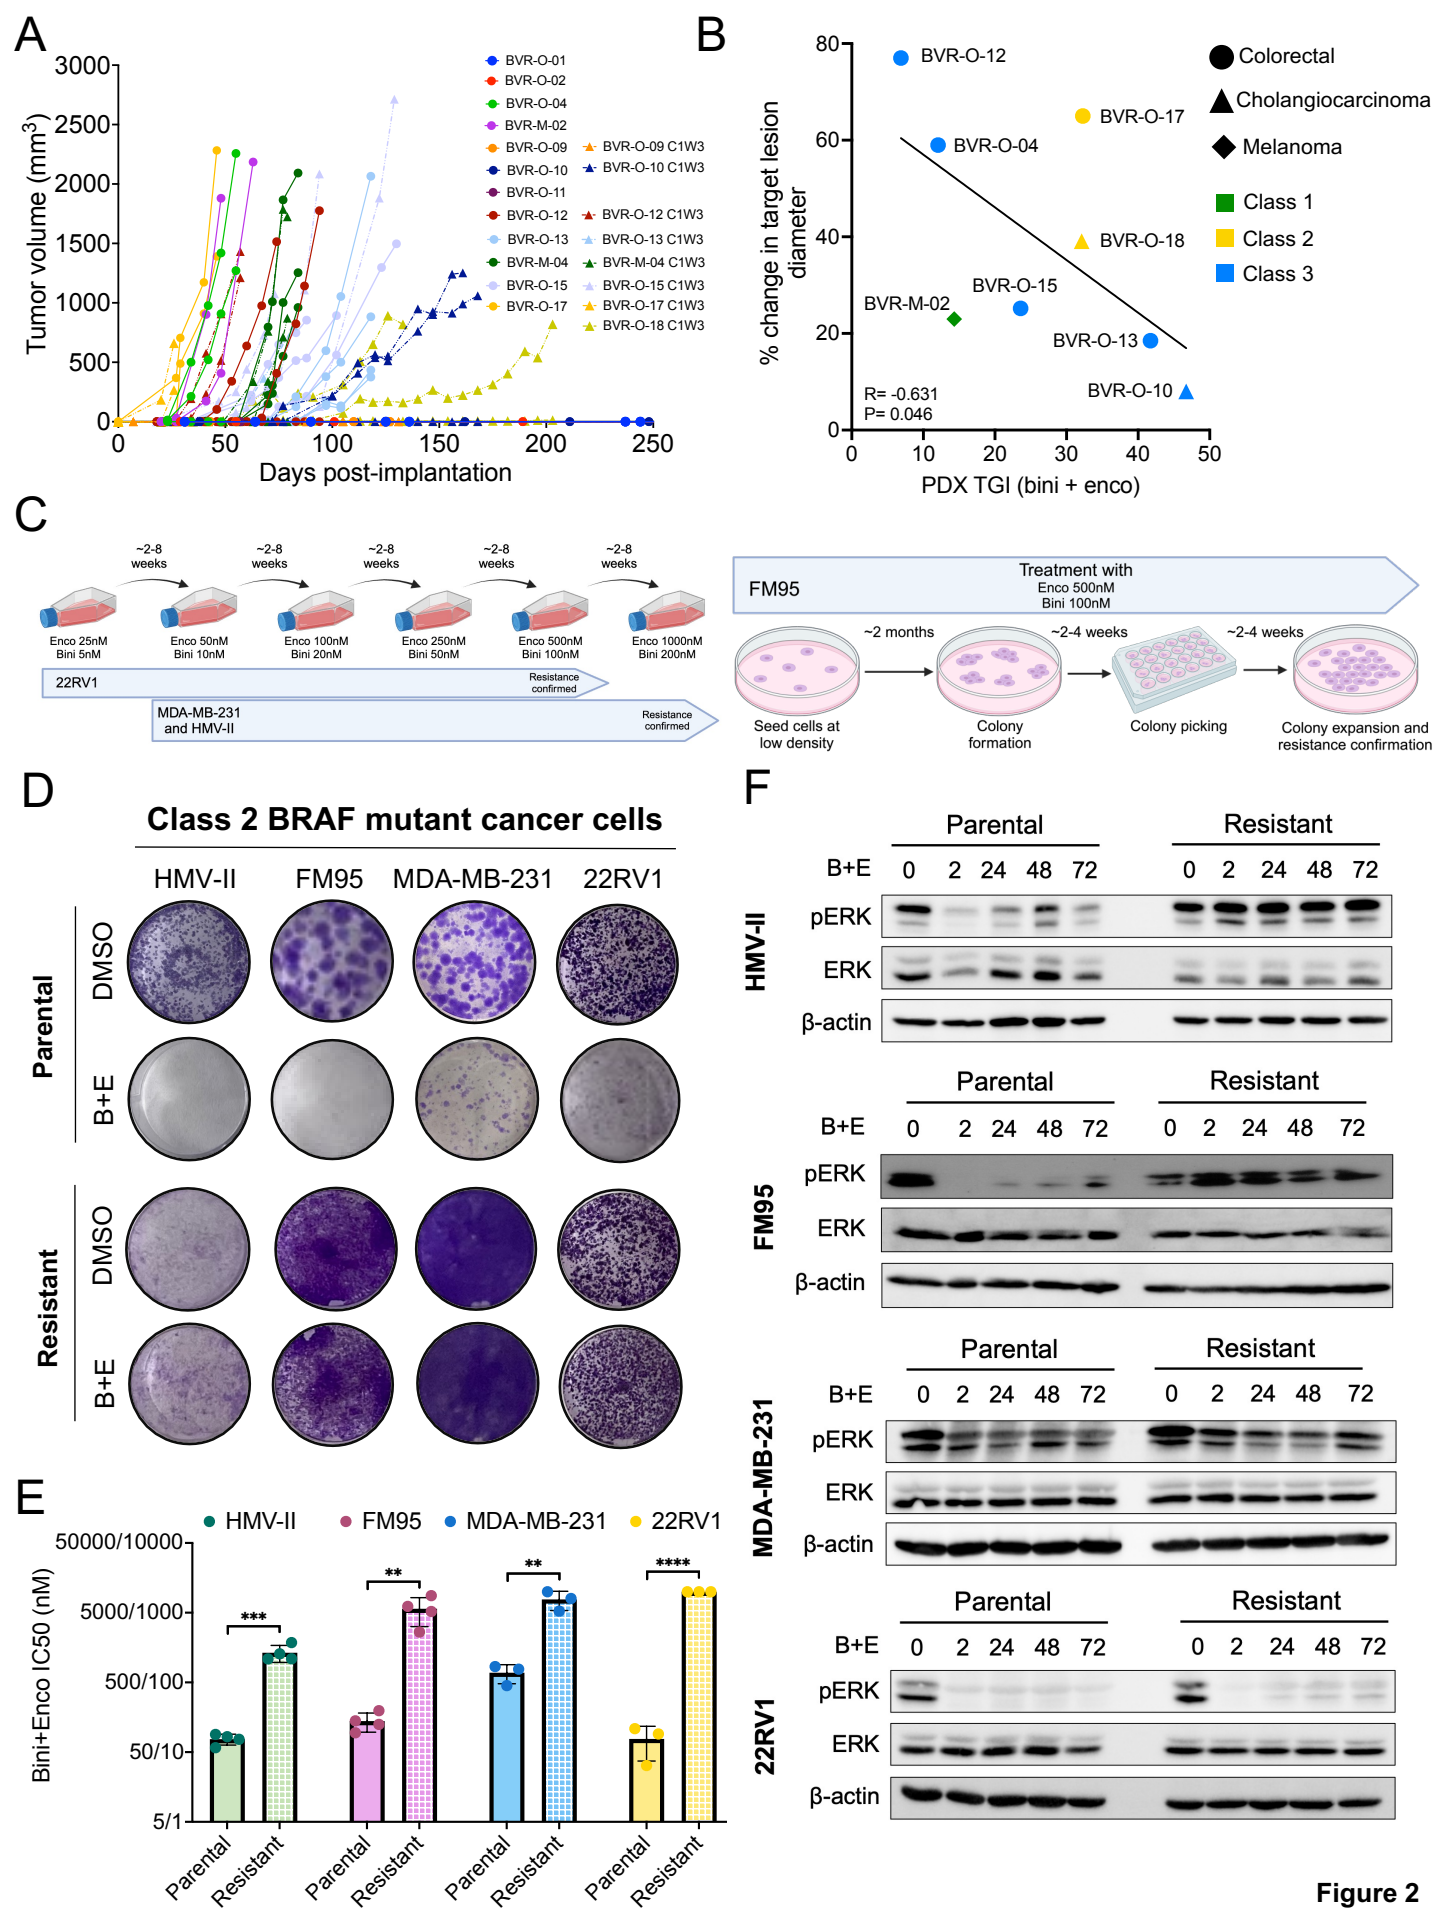 A
Tumor volume (mm3)
3000
2500
2000
1500
1000
500
0
0
50
100
150
200
250
Days post-implantation
BVR-O-01
BVR-O-02
BVR-O-04
BVR-M-02
BVR-O-09
BVR-O-10
BVR-O-11
BVR-O-12
BVR-O-13
BVR-M-04
BVR-O-15
BVR-O-17
BVR-O-09 C1W3
BVR-O-10 C1W3
BVR-O-12 C1W3
BVR-O-13 C1W3
BVR-M-04 C1W3
BVR-O-15 C1W3
BVR-O-17 C1W3
BVR-O-18 C1W3
B
% change in target lesion
diameter
80
60
40
20
0
0
10
20
30
40
50
PDX TGI (bini + enco)
BVR-O-12
BVR-O-17
BVR-O-04
BVR-O-18
BVR-O-15
BVR-M-02
BVR-O-13
BVR-O-10
R= -0.631
P= 0.046
Colorectal
Cholangiocarcinoma
Melanoma
Class 1
Class 2
Class 3
C
~2-8
weeks
~2-8
weeks
~2-8
weeks
~2-8
weeks
~2-8
weeks
Enco 25nM
Bini 5nM
Enco 50nM
Bini 10nM
Enco 100nM
Bini 20nM
Enco 250nM
Bini 50nM
Enco 500nM
Bini 100nM
Enco 1000nM
Bini 200nM
22RV1
Resistance
confirmed
MDA-MB-231
and HMV-II
Resistance
confirmed
FM95
Treatment with
Enco 500nM
Bini 100nM
~2 months
~2-4 weeks
~2-4 weeks
Seed cells at
low density
Colony
formation
Colony picking
Colony expansion and
resistance confirmation
D
Class 2 BRAF mutant cancer cells
HMV-II
FM95
MDA-MB-231
22RV1
Parental
DMSO
B+E
Resistant
DMSO
B+E
E
HMV-II
FM95
MDA-MB-231
22RV1
Bini+Enco IC50 (nM)
50000/10000
5000/1000
500/100
50/10
5/1
***
**
**
****
Parental
Resistant
Parental
Resistant
Parental
Resistant
Parental
Resistant
F
HMV-II
Parental
Resistant
B+E
0 2 24 48 72
0 2 24 48 72
pERK
ERK
β-actin
FM95
Parental
Resistant
B+E
0 2 24 48 72
0 2 24 48 72
pERK
ERK
β-actin
MDA-MB-231
Parental
Resistant
B+E
0 2 24 48 72
0 2 24 48 72
pERK
ERK
β-actin
22RV1
Parental
Resistant
B+E
0 2 24 48 72
0 2 24 48 72
pERK
ERK
β-actin
Figure 2